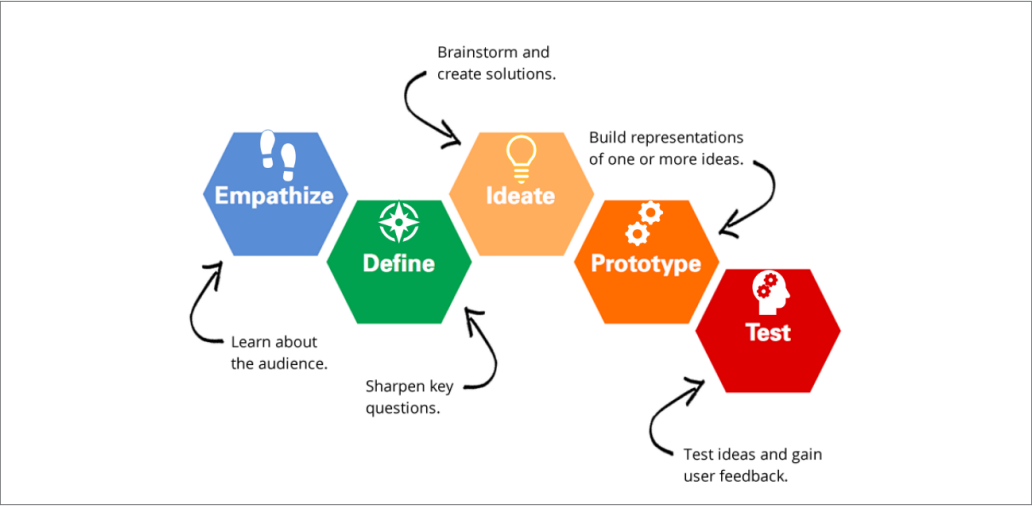 Brainstorm and
create solutions.
Build representations
of one or more ideas.
Empathize
Ideate
Define
Prototype
Test
Learn about
the audience.
Sharpen key
questions.
Test ideas and gain
user feedback.